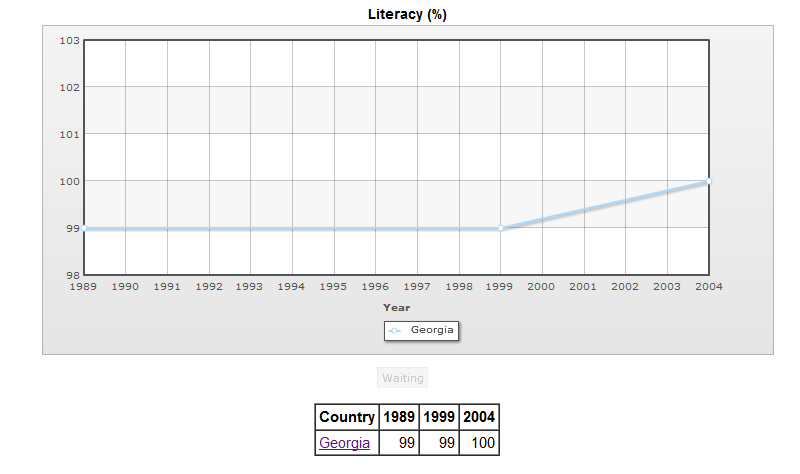 Literacy (%)
103
102
101
100
99
98
1989 1990 1991 1992 1993 1994 1995 1996 1997 1998 1999 2000 2001 2002 2003 2004
Year
Georgia
Waiting
Country 1989 1999 2004
Georgia 99 99 100